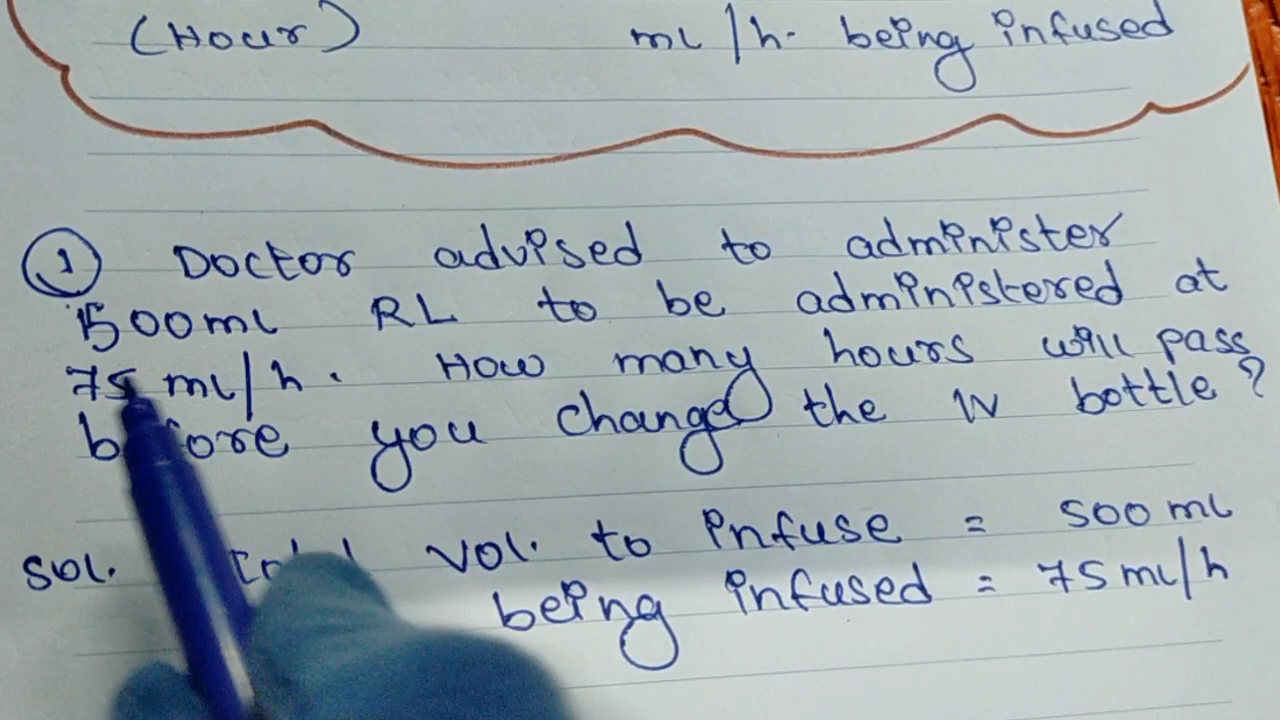 (Hour) ml/h. being infused
① Doctor advised to administer
500ml RL to be administered at
75 ml/h. How many hours will pass
before you change the IV bottle?
Sol. Total vol. to infuse = 500 ml
being infused = 75 ml/h